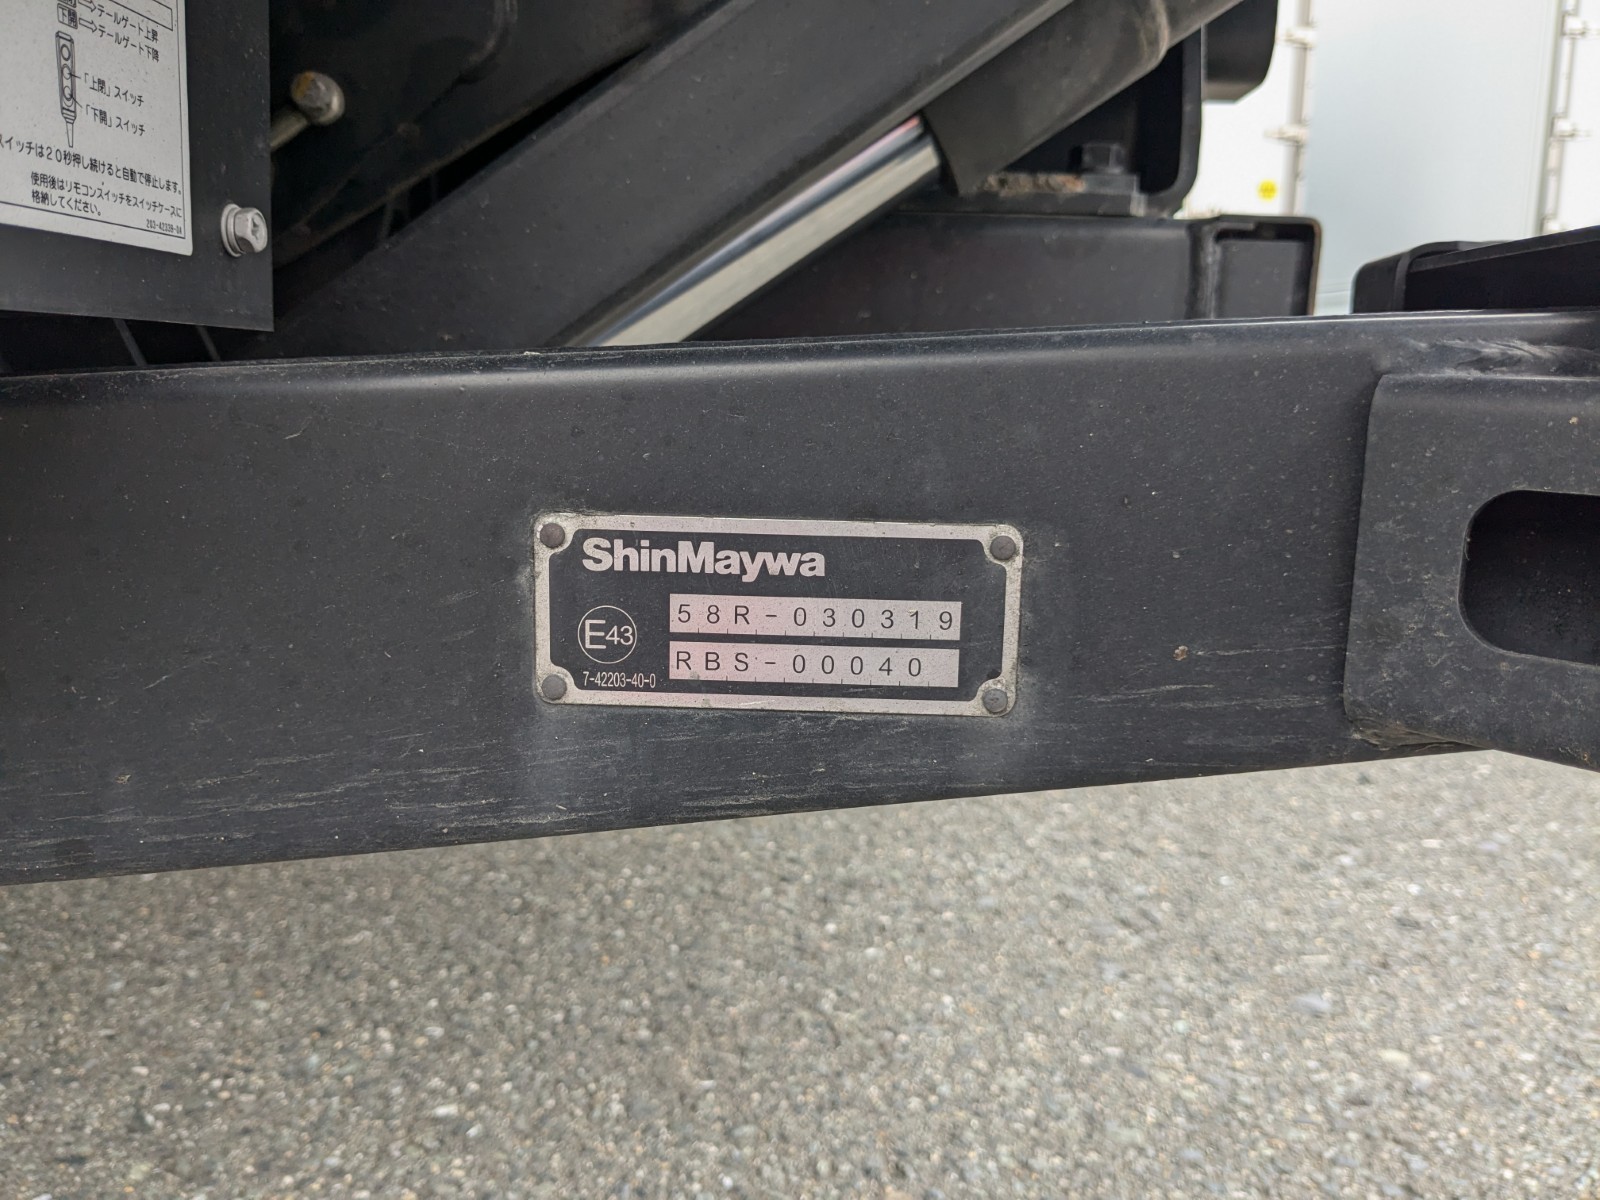 下開⇨テールゲート上昇
⇨テールゲート下降
「上閉」スイッチ
「下開」スイッチ
スイッチは20秒押し続けると自動で停止します。
使用後はリモコンスイッチをスイッチケースに
格納してください。
ShinMaywa
58R-030319
E43
RBS-00040
7-42203-40-0